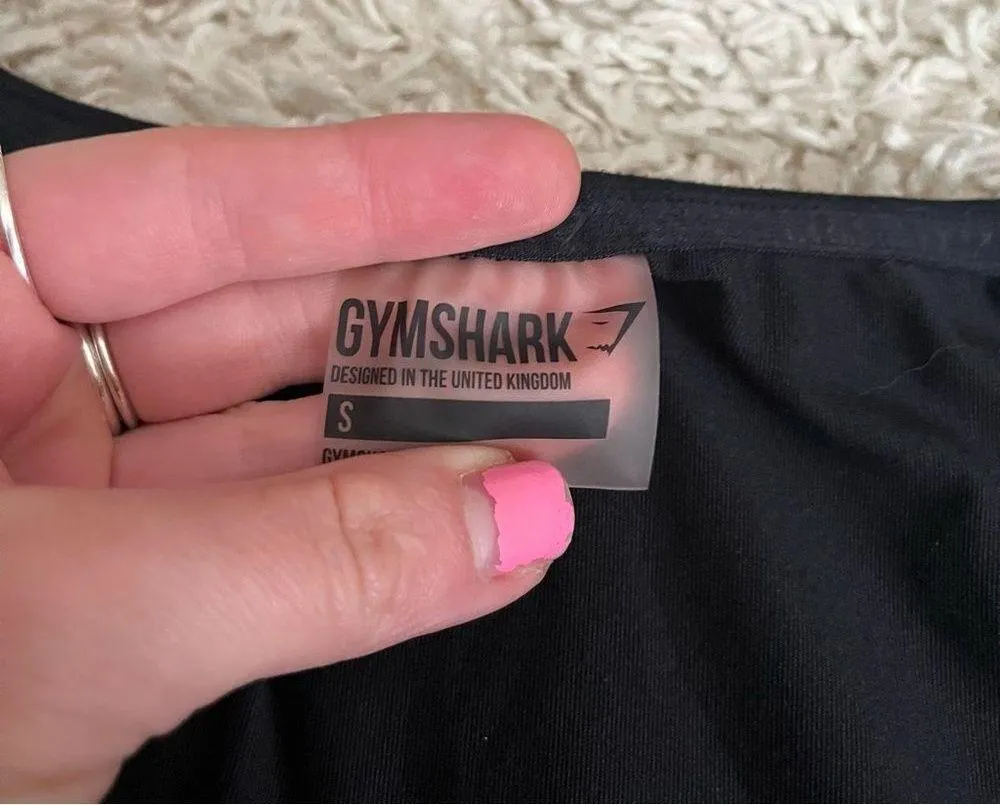 GYMSHARK
DESIGNED IN THE UNITED KINGDOM
S